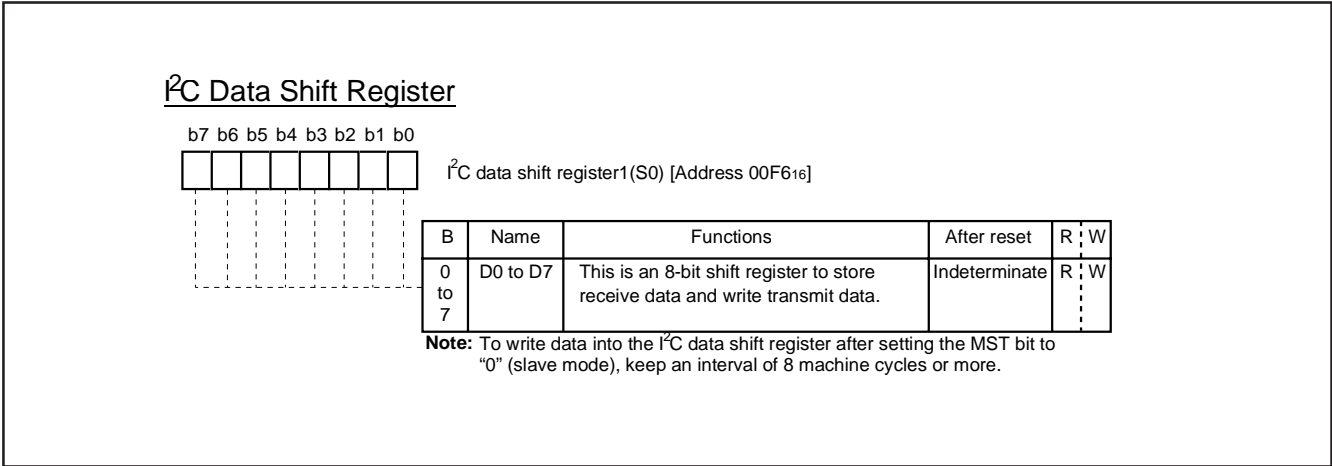 I²C Data Shift Register
b7 b6 b5 b4 b3 b2 b1 b0
I²C data shift register1(S0) [Address 00F6₁₆]
B Name Functions After reset R W
0 to 7 D0 to D7 This is an 8-bit shift register to store Indeterminate R W
receive data and write transmit data.
Note: To write data into the I²C data shift register after setting the MST bit to
“0” (slave mode), keep an interval of 8 machine cycles or more.